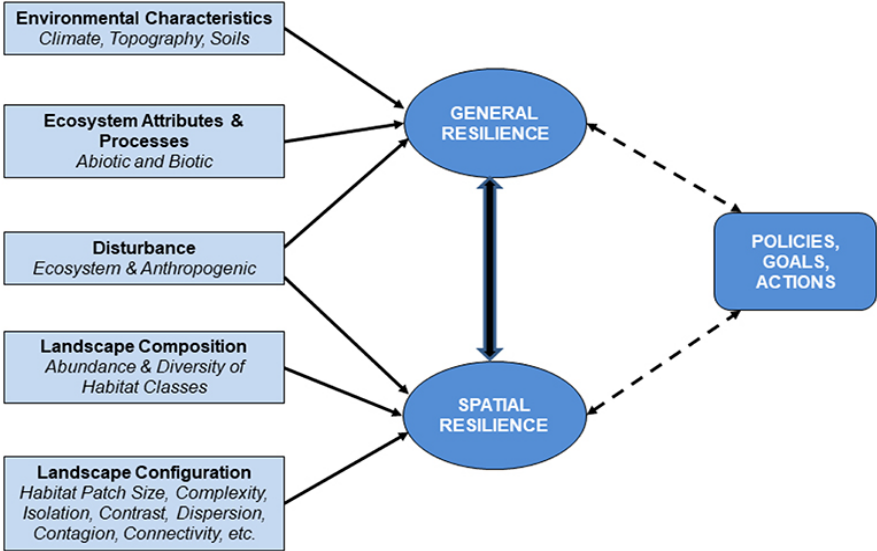 Environmental Characteristics
Climate, Topography, Soils
Ecosystem Attributes &
Processes
Abiotic and Biotic
Disturbance
Ecosystem & Anthropogenic
Landscape Composition
Abundance & Diversity of
Habitat Classes
Landscape Configuration
Habitat Patch Size, Complexity,
Isolation, Contrast, Dispersion,
Contagion, Connectivity, etc.
GENERAL
RESILIENCE
SPATIAL
RESILIENCE
POLICIES,
GOALS,
ACTIONS